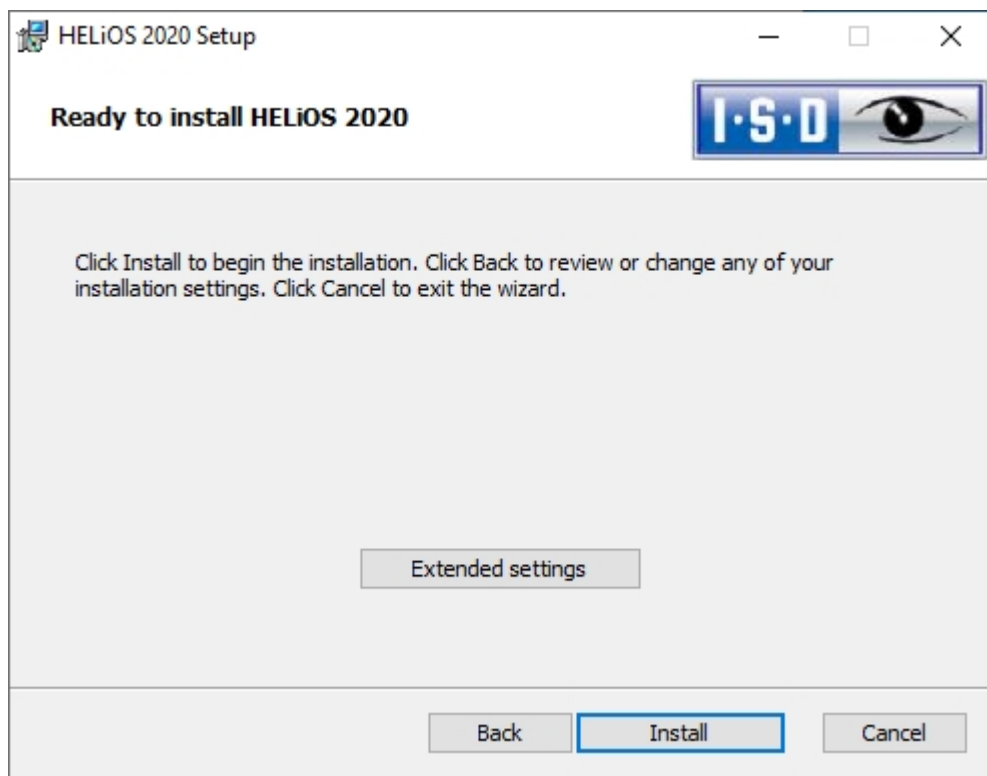 HELiOS 2020 Setup
Ready to install HELiOS 2020
I·S·D
Click Install to begin the installation. Click Back to review or change any of your
installation settings. Click Cancel to exit the wizard.
Extended settings
Back Install Cancel